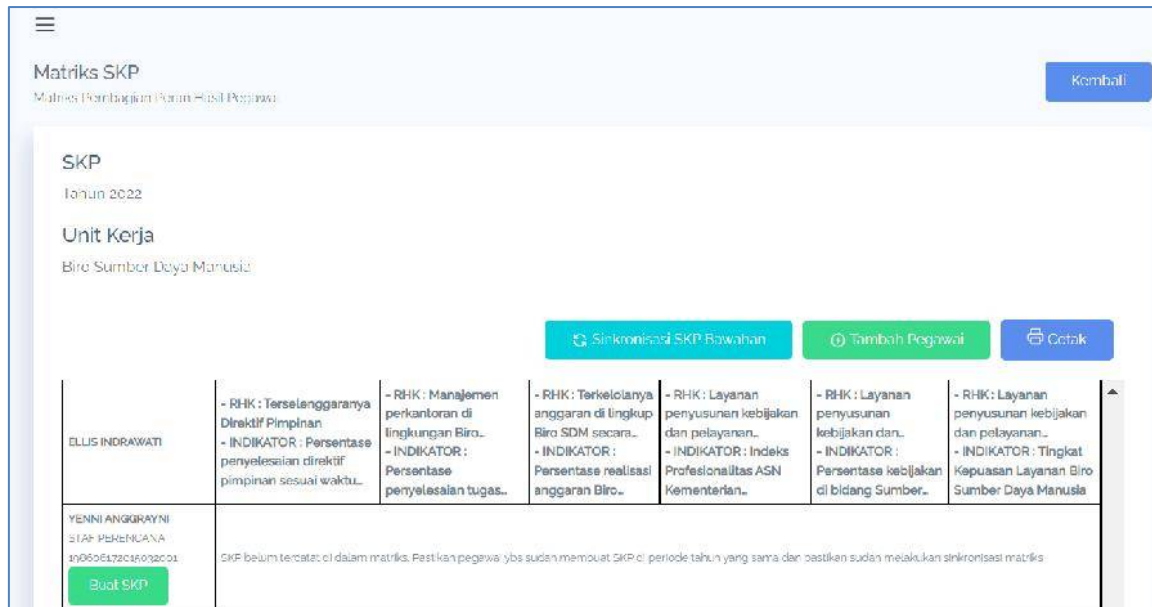 Matriks SKP
Kembali
Matriks Pembagian Peran Hasil Pegawai
SKP
Tahun 2022
Unit Kerja
Biro Sumber Daya Manusia
Sinkronisasi SKP Bawahan
Tambah Pegawai
Cetak
ELLIS INDRAWATI
- RHK : Terselenggaranya
Direktif Pimpinan
- INDIKATOR : Persentase
penyelesaian direktif
pimpinan sesuai waktu...
- RHK : Manajemen
perkantoran di
lingkungan Biro...
- INDIKATOR :
Persentase
penyelesaian tugas...
- RHK : Terkelolanya
anggaran di lingkup
Biro SDM secara...
- INDIKATOR :
Persentase realisasi
anggaran Biro...
- RHK : Layanan
penyusunan kebijakan
dan pelayanan...
- INDIKATOR : Indeks
Profesionalitas ASN
Kementerian...
- RHK : Layanan
penyusunan
kebijakan dan...
- INDIKATOR :
Persentase kebijakan
di bidang Sumber...
- RHK : Layanan
penyusunan kebijakan
dan pelayanan...
- INDIKATOR : Tingkat
Kepuasan Layanan Biro
Sumber Daya Manusia
YENNI ANGGRAYNI
STAF PERENCANA
Buat SKP
SKP belum tercatat di dalam matriks. Pastikan pegawai ybs sudah membuat SKP di periode tahun yang sama dan pastikan sudah melakukan sinkronisasi matriks